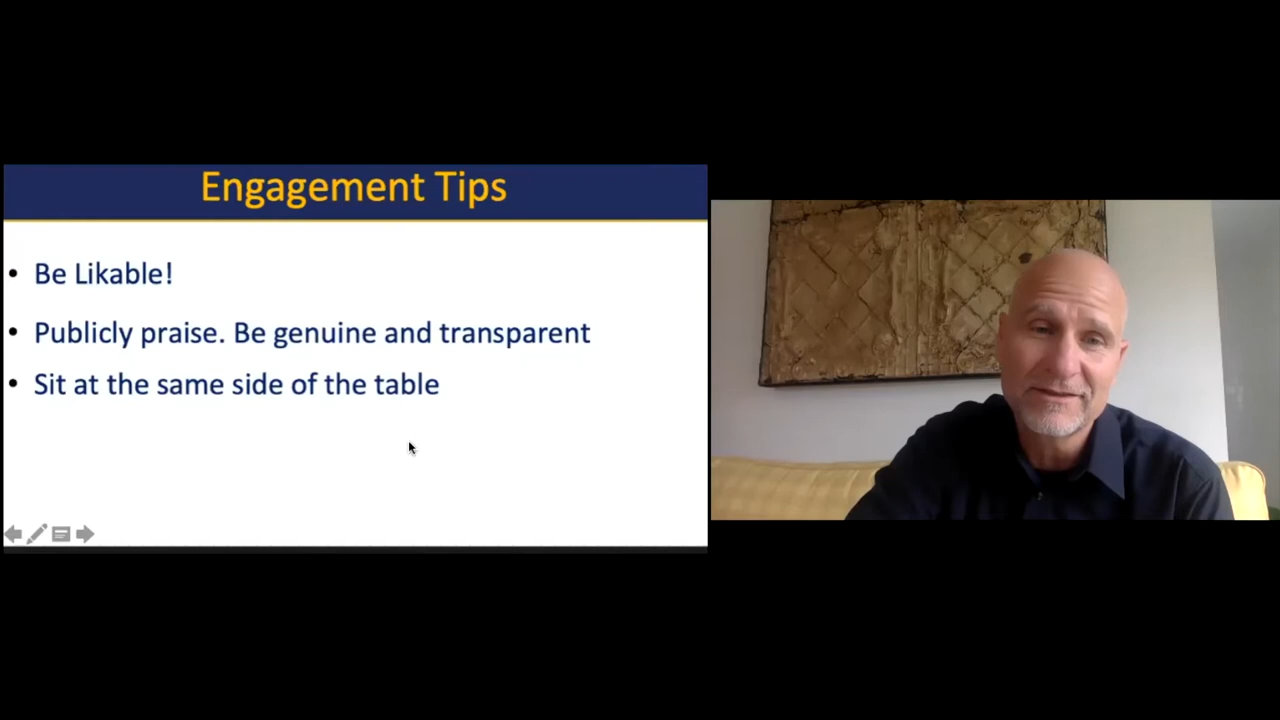 Engagement Tips
• Be Likable!
• Publicly praise. Be genuine and transparent
• Sit at the same side of the table